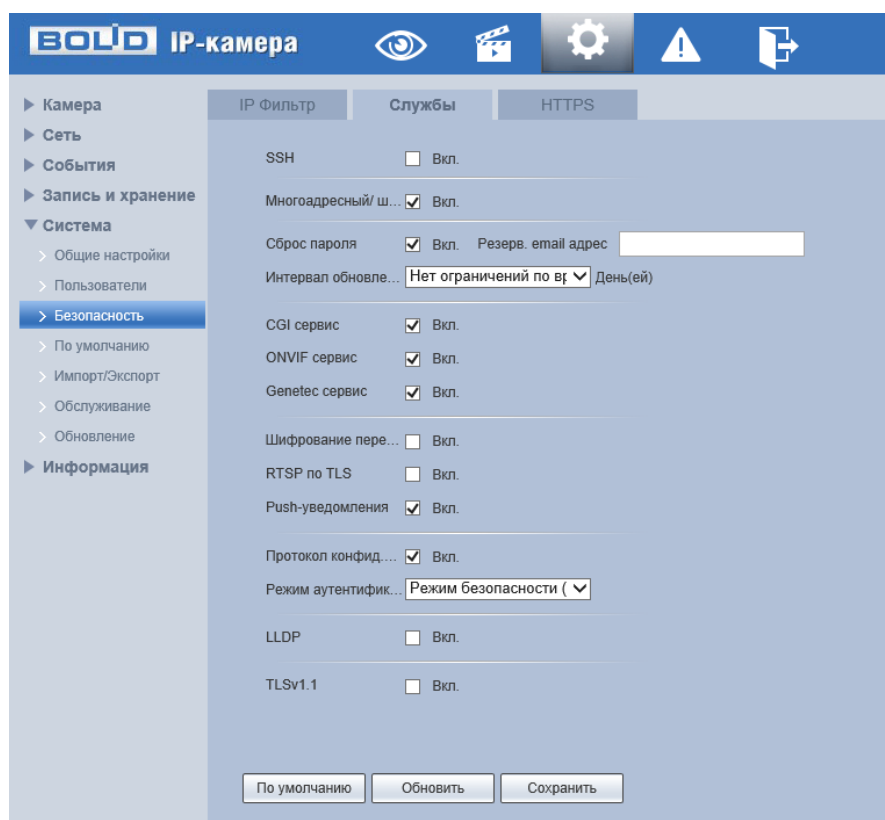 BOLID IP-камера
Камера
Сеть
События
Запись и хранение
Система
Общие настройки
Пользователи
Безопасность
По умолчанию
Импорт/Экспорт
Обслуживание
Обновление
Информация
IP Фильтр Службы HTTPS
SSH Вкл.
Многоадресный/ ш... Вкл.
Сброс пароля Вкл. Резерв. email адрес
Интервал обновле... Нет ограничений по вр День(ей)
CGI сервис Вкл.
ONVIF сервис Вкл.
Genetec сервис Вкл.
Шифрование пере... Вкл.
RTSP по TLS Вкл.
Push-уведомления Вкл.
Протокол конфид.... Вкл.
Режим аутентифик... Режим безопасности (
LLDP Вкл.
TLSv1.1 Вкл.
По умолчанию Обновить Сохранить